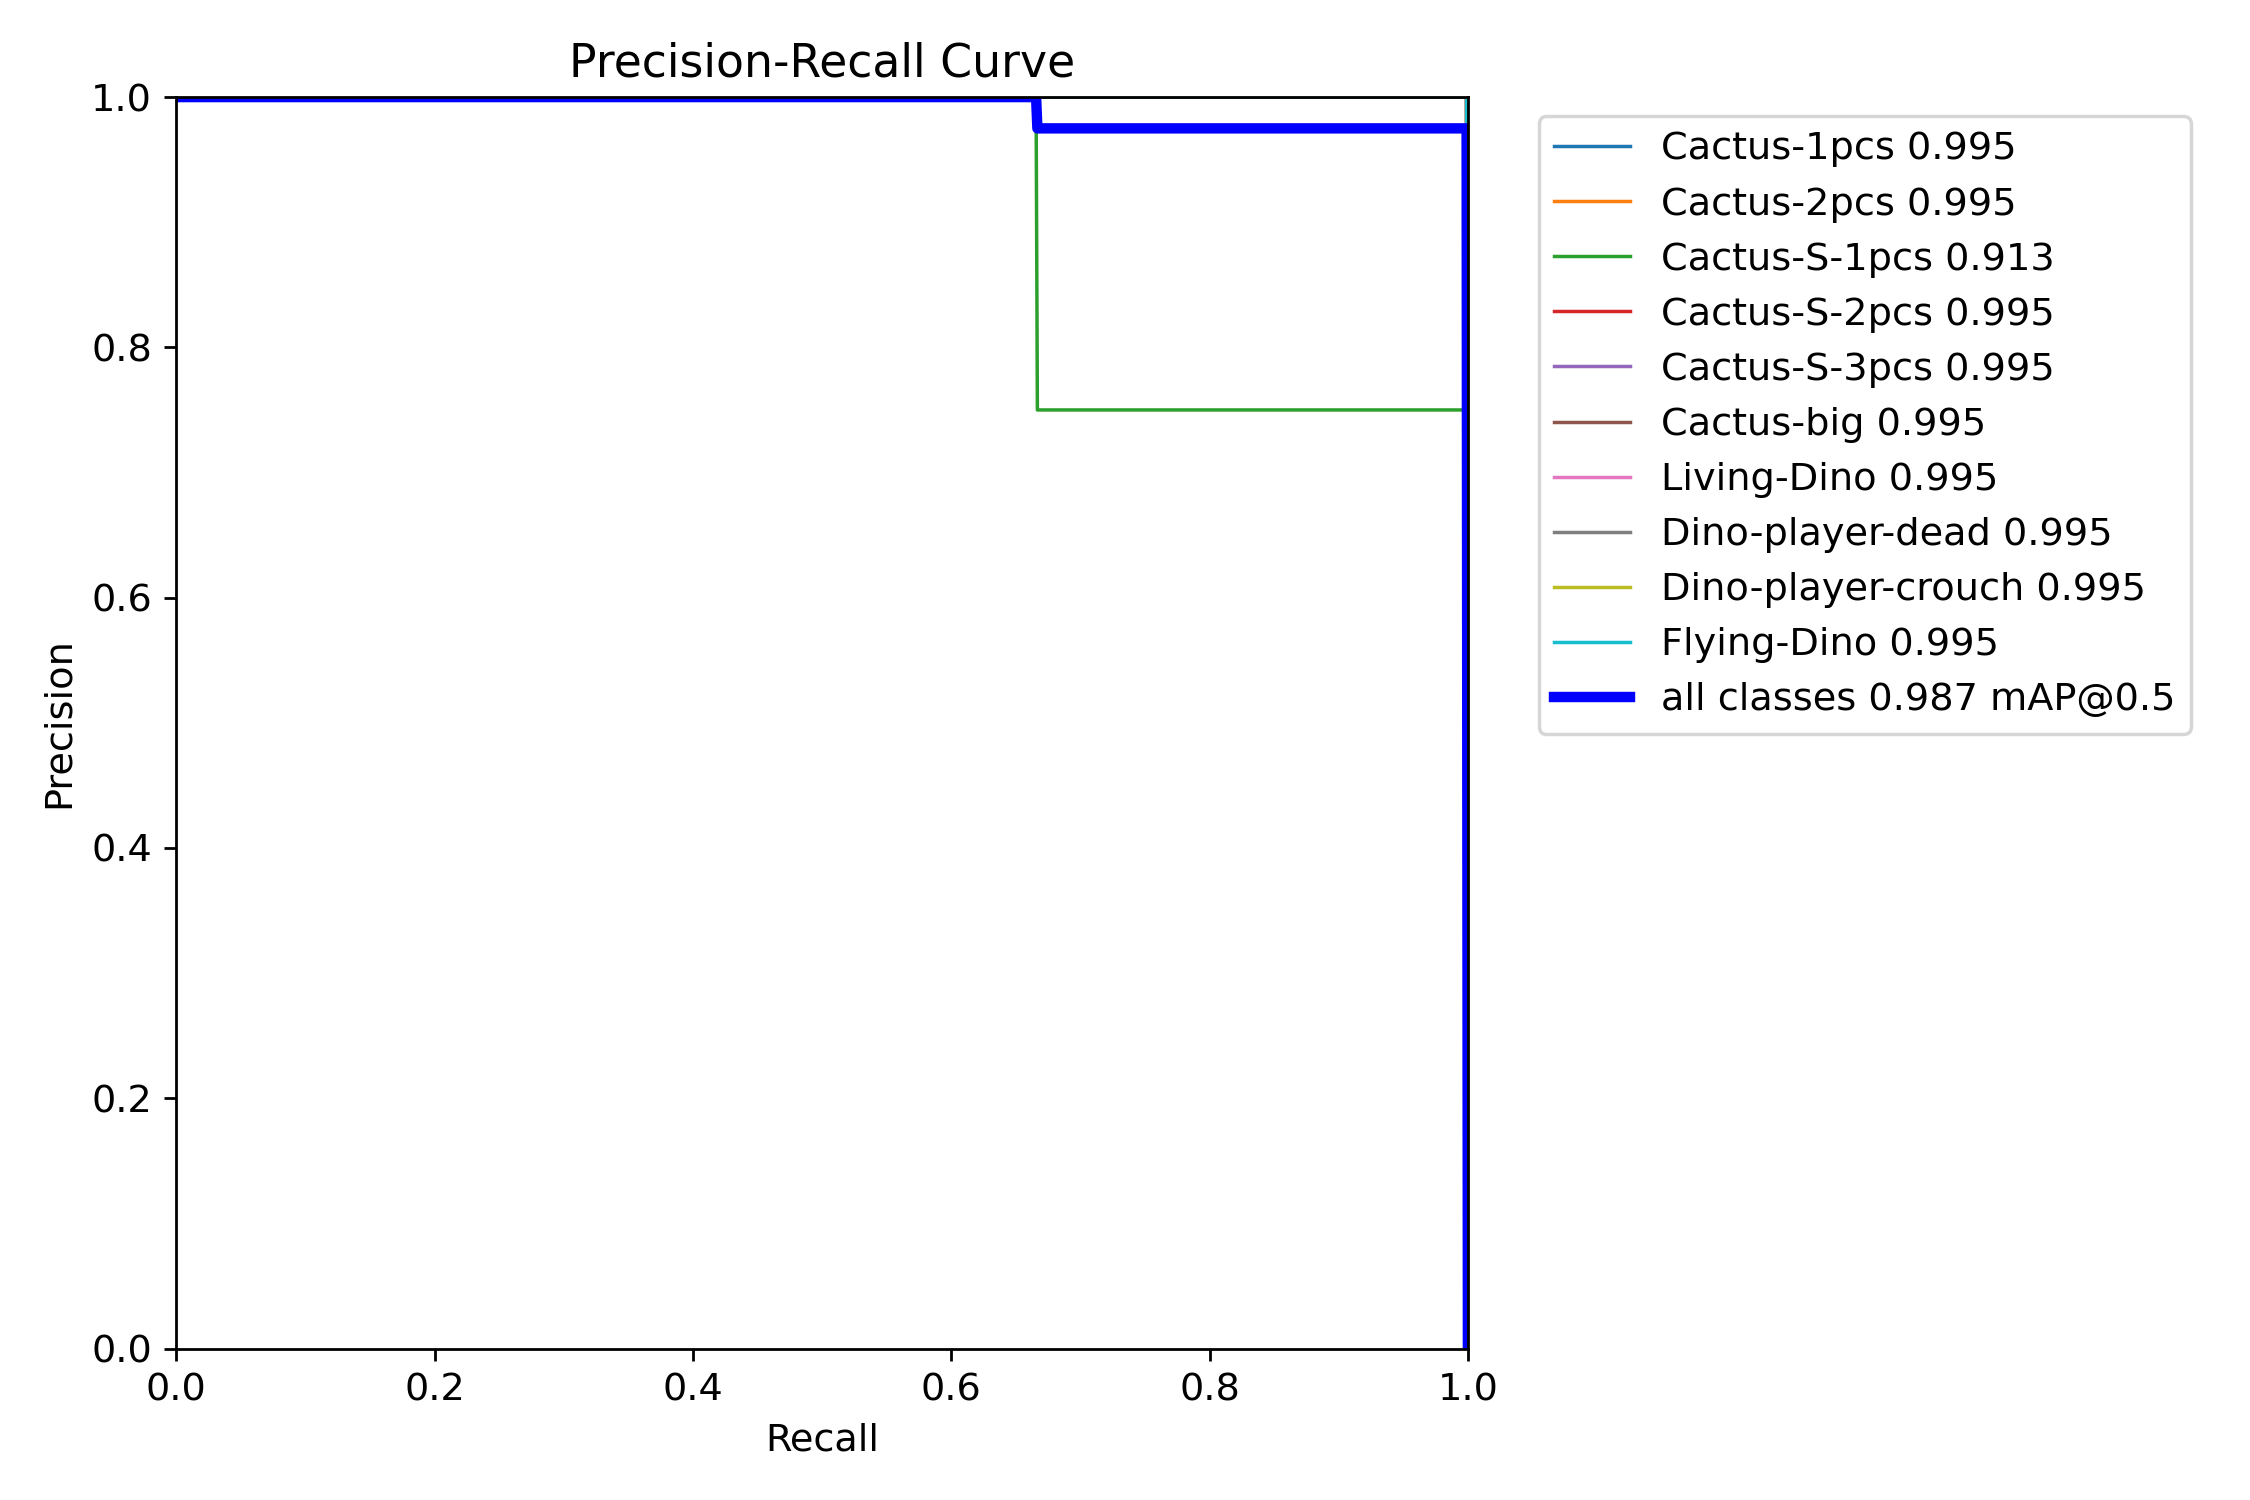 Precision-Recall Curve
1.0
0.8
0.6
0.4
0.2
0.0
Precision
0.0 0.2 0.4 0.6 0.8 1.0
Recall
Cactus-1pcs 0.995
Cactus-2pcs 0.995
Cactus-S-1pcs 0.913
Cactus-S-2pcs 0.995
Cactus-S-3pcs 0.995
Cactus-big 0.995
Living-Dino 0.995
Dino-player-dead 0.995
Dino-player-crouch 0.995
Flying-Dino 0.995
all classes 0.987 mAP@0.5